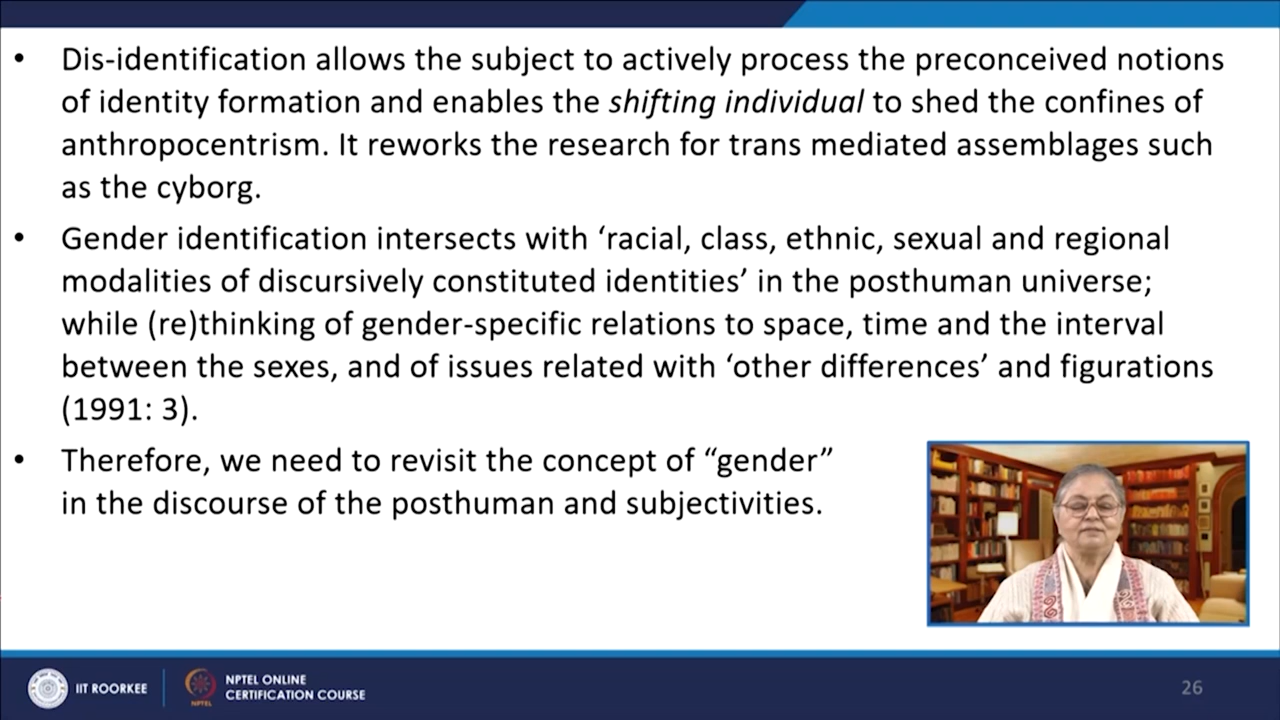 • Dis-identification allows the subject to actively process the preconceived notions
of identity formation and enables the shifting individual to shed the confines of
anthropocentrism. It reworks the research for trans mediated assemblages such
as the cyborg.
• Gender identification intersects with ‘racial, class, ethnic, sexual and regional
modalities of discursively constituted identities’ in the posthuman universe;
while (re)thinking of gender-specific relations to space, time and the interval
between the sexes, and of issues related with ‘other differences’ and figurations
(1991: 3).
• Therefore, we need to revisit the concept of “gender”
in the discourse of the posthuman and subjectivities.
IIT ROORKEE
NPTEL
NPTEL ONLINE
CERTIFICATION COURSE
26